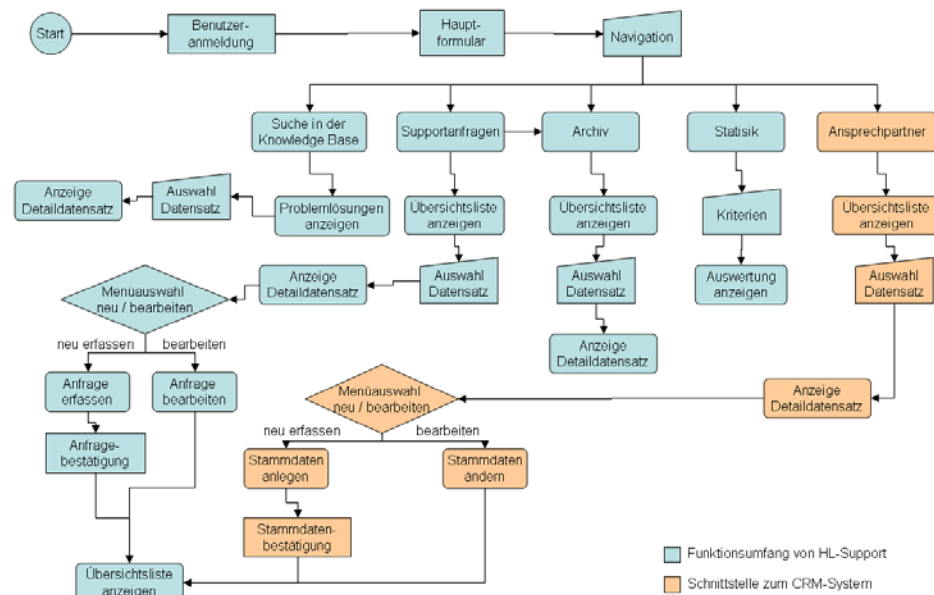 Start
Benutzer-
anmeldung
Haupt-
formular
Navigation
Suche in der
Knowledge Base
Supportanfragen
Archiv
Statisik
Ansprechpartner
Anzeige
Detaildatensatz
Auswahl
Datensatz
Problemlösungen
anzeigen
Übersichtsliste
anzeigen
Übersichtsliste
anzeigen
Kriterien
Übersichtsliste
anzeigen
Menüauswahl
neu / bearbeiten
Anzeige
Detaildatensatz
Auswahl
Datensatz
Auswahl
Datensatz
Auswertung
anzeigen
Auswahl
Datensatz
neu erfassen
bearbeiten
Anzeige
Detaildatensatz
Anfrage
erfassen
Anfrage
bearbeiten
Menüauswahl
neu / bearbeiten
Anzeige
Detaildatensatz
neu erfassen
bearbeiten
Anfrage-
bestätigung
Stammdaten
anlegen
Stammdaten
ändern
Stammdaten-
bestätigung
Übersichtsliste
anzeigen
Funktionsumfang von HL-Support
Schnittstelle zum CRM-System